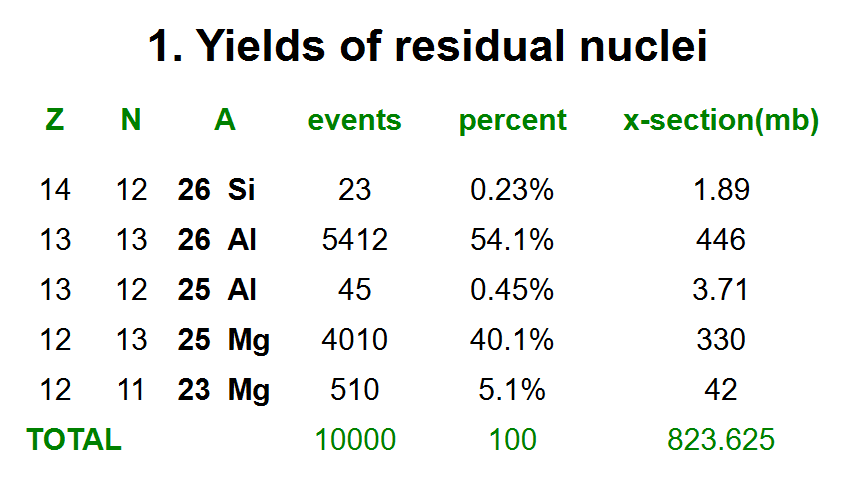 1. Yields of residual nuclei
Z N A events percent x-section(mb)
14 12 26 Si 23 0.23% 1.89
13 13 26 Al 5412 54.1% 446
13 12 25 Al 45 0.45% 3.71
12 13 25 Mg 4010 40.1% 330
12 11 23 Mg 510 5.1% 42
TOTAL 10000 100 823.625